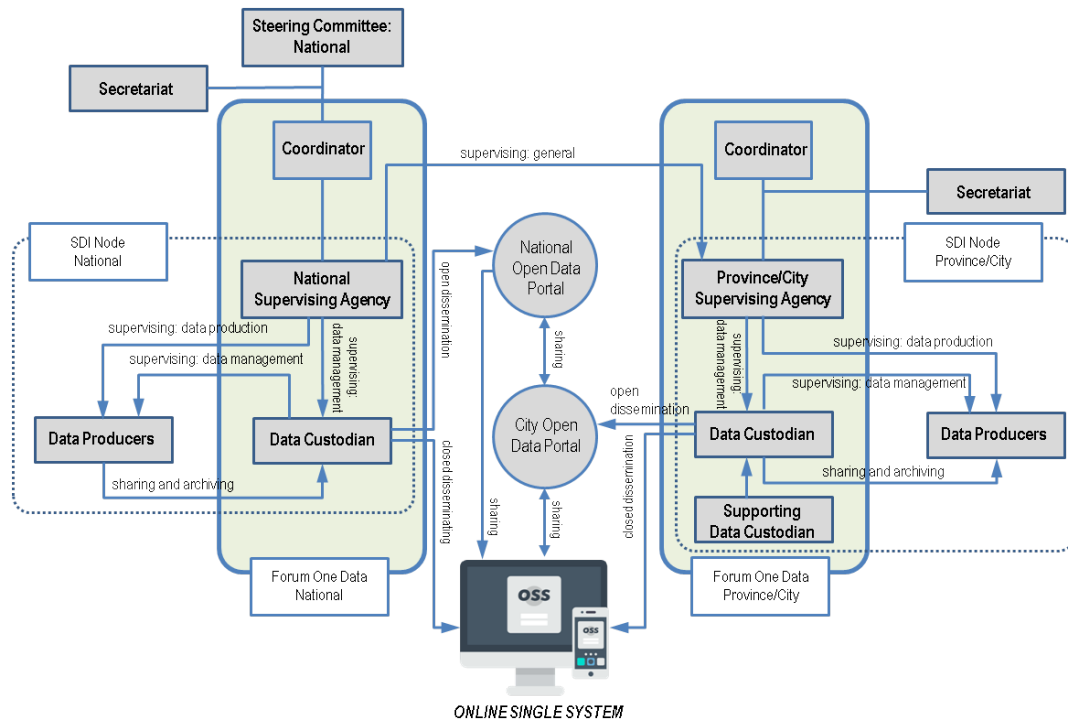 Steering Committee:
National
Secretariat
Coordinator
supervising: general
Coordinator
Secretariat
SDI Node
National
SDI Node
Province/City
National
Open Data
Portal
National
Supervising Agency
Province/City
Supervising Agency
open dissemination
supervising: data production
supervising: data management
supervising:
data management
sharing
supervising:
data management
supervising: data production
supervising: data management
open
dissemination
Data Producers
Data Custodian
City Open
Data Portal
Data Custodian
Data Producers
sharing and archiving
sharing and archiving
closed disseminating
sharing
sharing
closed dissemination
Supporting
Data Custodian
Forum One Data
National
Forum One Data
Province/City
OSS
OSS
ONLINE SINGLE SYSTEM